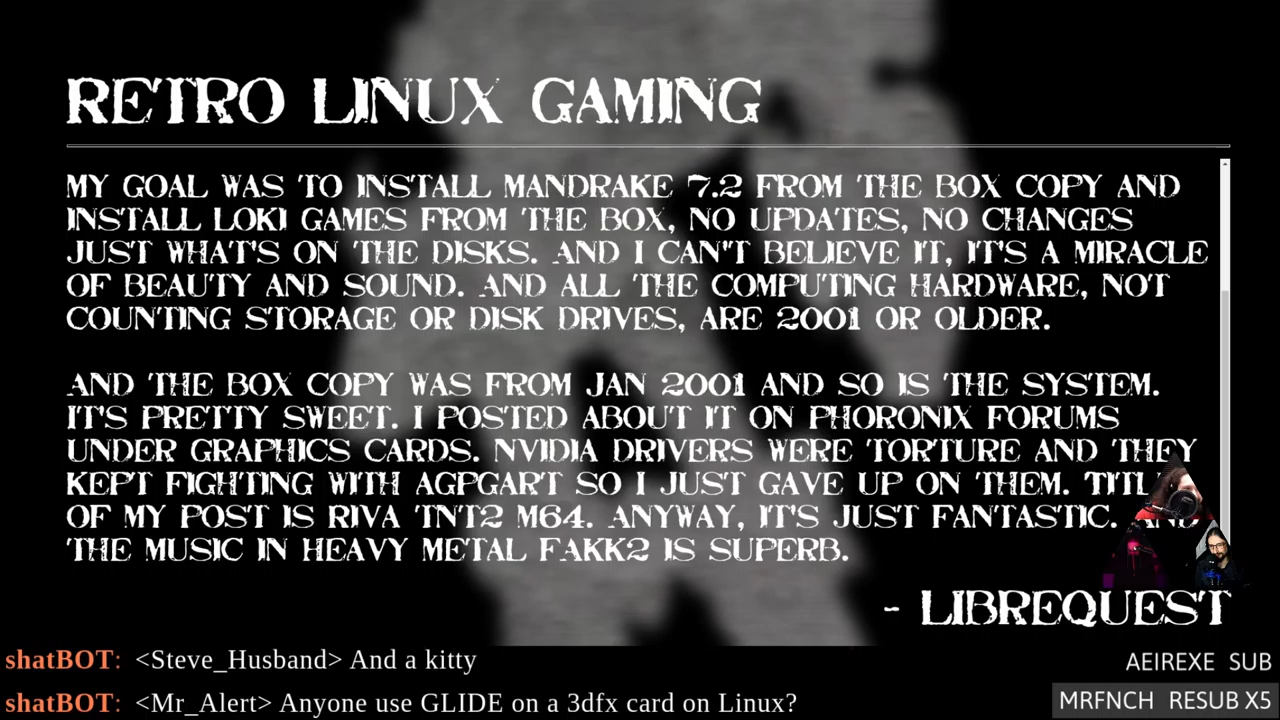 RETRO LINUX GAMING
MY GOAL WAS TO INSTALL MANDRAKE 7.2 FROM THE BOX COPY AND
INSTALL LOKI GAMES FROM THE BOX, NO UPDATES, NO CHANGES
JUST WHAT'S ON THE DISKS. AND I CAN'T BELIEVE IT, IT'S A MIRACLE
OF BEAUTY AND SOUND. AND ALL THE COMPUTING HARDWARE, NOT
COUNTING STORAGE OR DISK DRIVES, ARE 2001 OR OLDER.
AND THE BOX COPY WAS FROM JAN 2001 AND SO IS THE SYSTEM.
IT'S PRETTY SWEET. I POSTED ABOUT IT ON PHORONIX FORUMS
UNDER GRAPHICS CARDS. NVIDIA DRIVERS WERE TORTURE AND THEY
KEPT FIGHTING WITH AGPGART SO I JUST GAVE UP ON THEM.
OF MY POST IS RIVA TNT2 M64. ANYWAY, IT'S JUST FANTASTIC. AND
THE MUSIC IN HEAVY METAL FAKK2 IS SUPERB.
- LIBREQUEST
shatBOT: <Steve_Husband> And a kitty
AEIREXE SUB
shatBOT: <Mr_Alert> Anyone use GLIDE on a 3dfx card on Linux?
MRFNCH RESUB X5